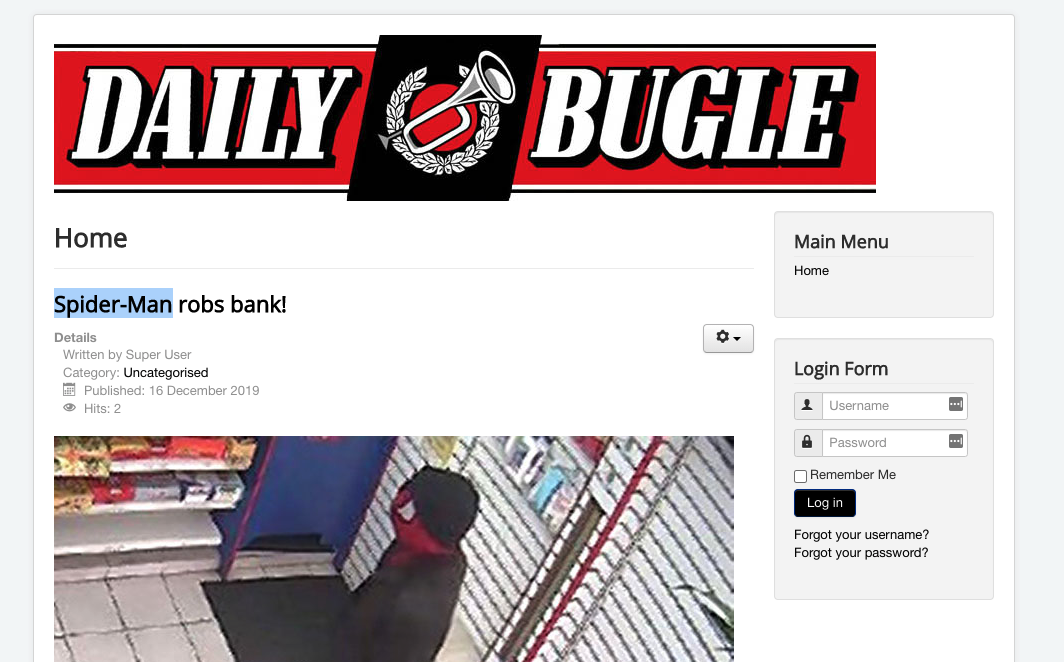 DAILY BUGLE
Home
Spider-Man robs bank!
Details
Written by Super User
Category: Uncategorised
Published: 16 December 2019
Hits: 2
Main Menu
Home
Login Form
Username
Password
Remember Me
Log in
Forgot your username?
Forgot your password?